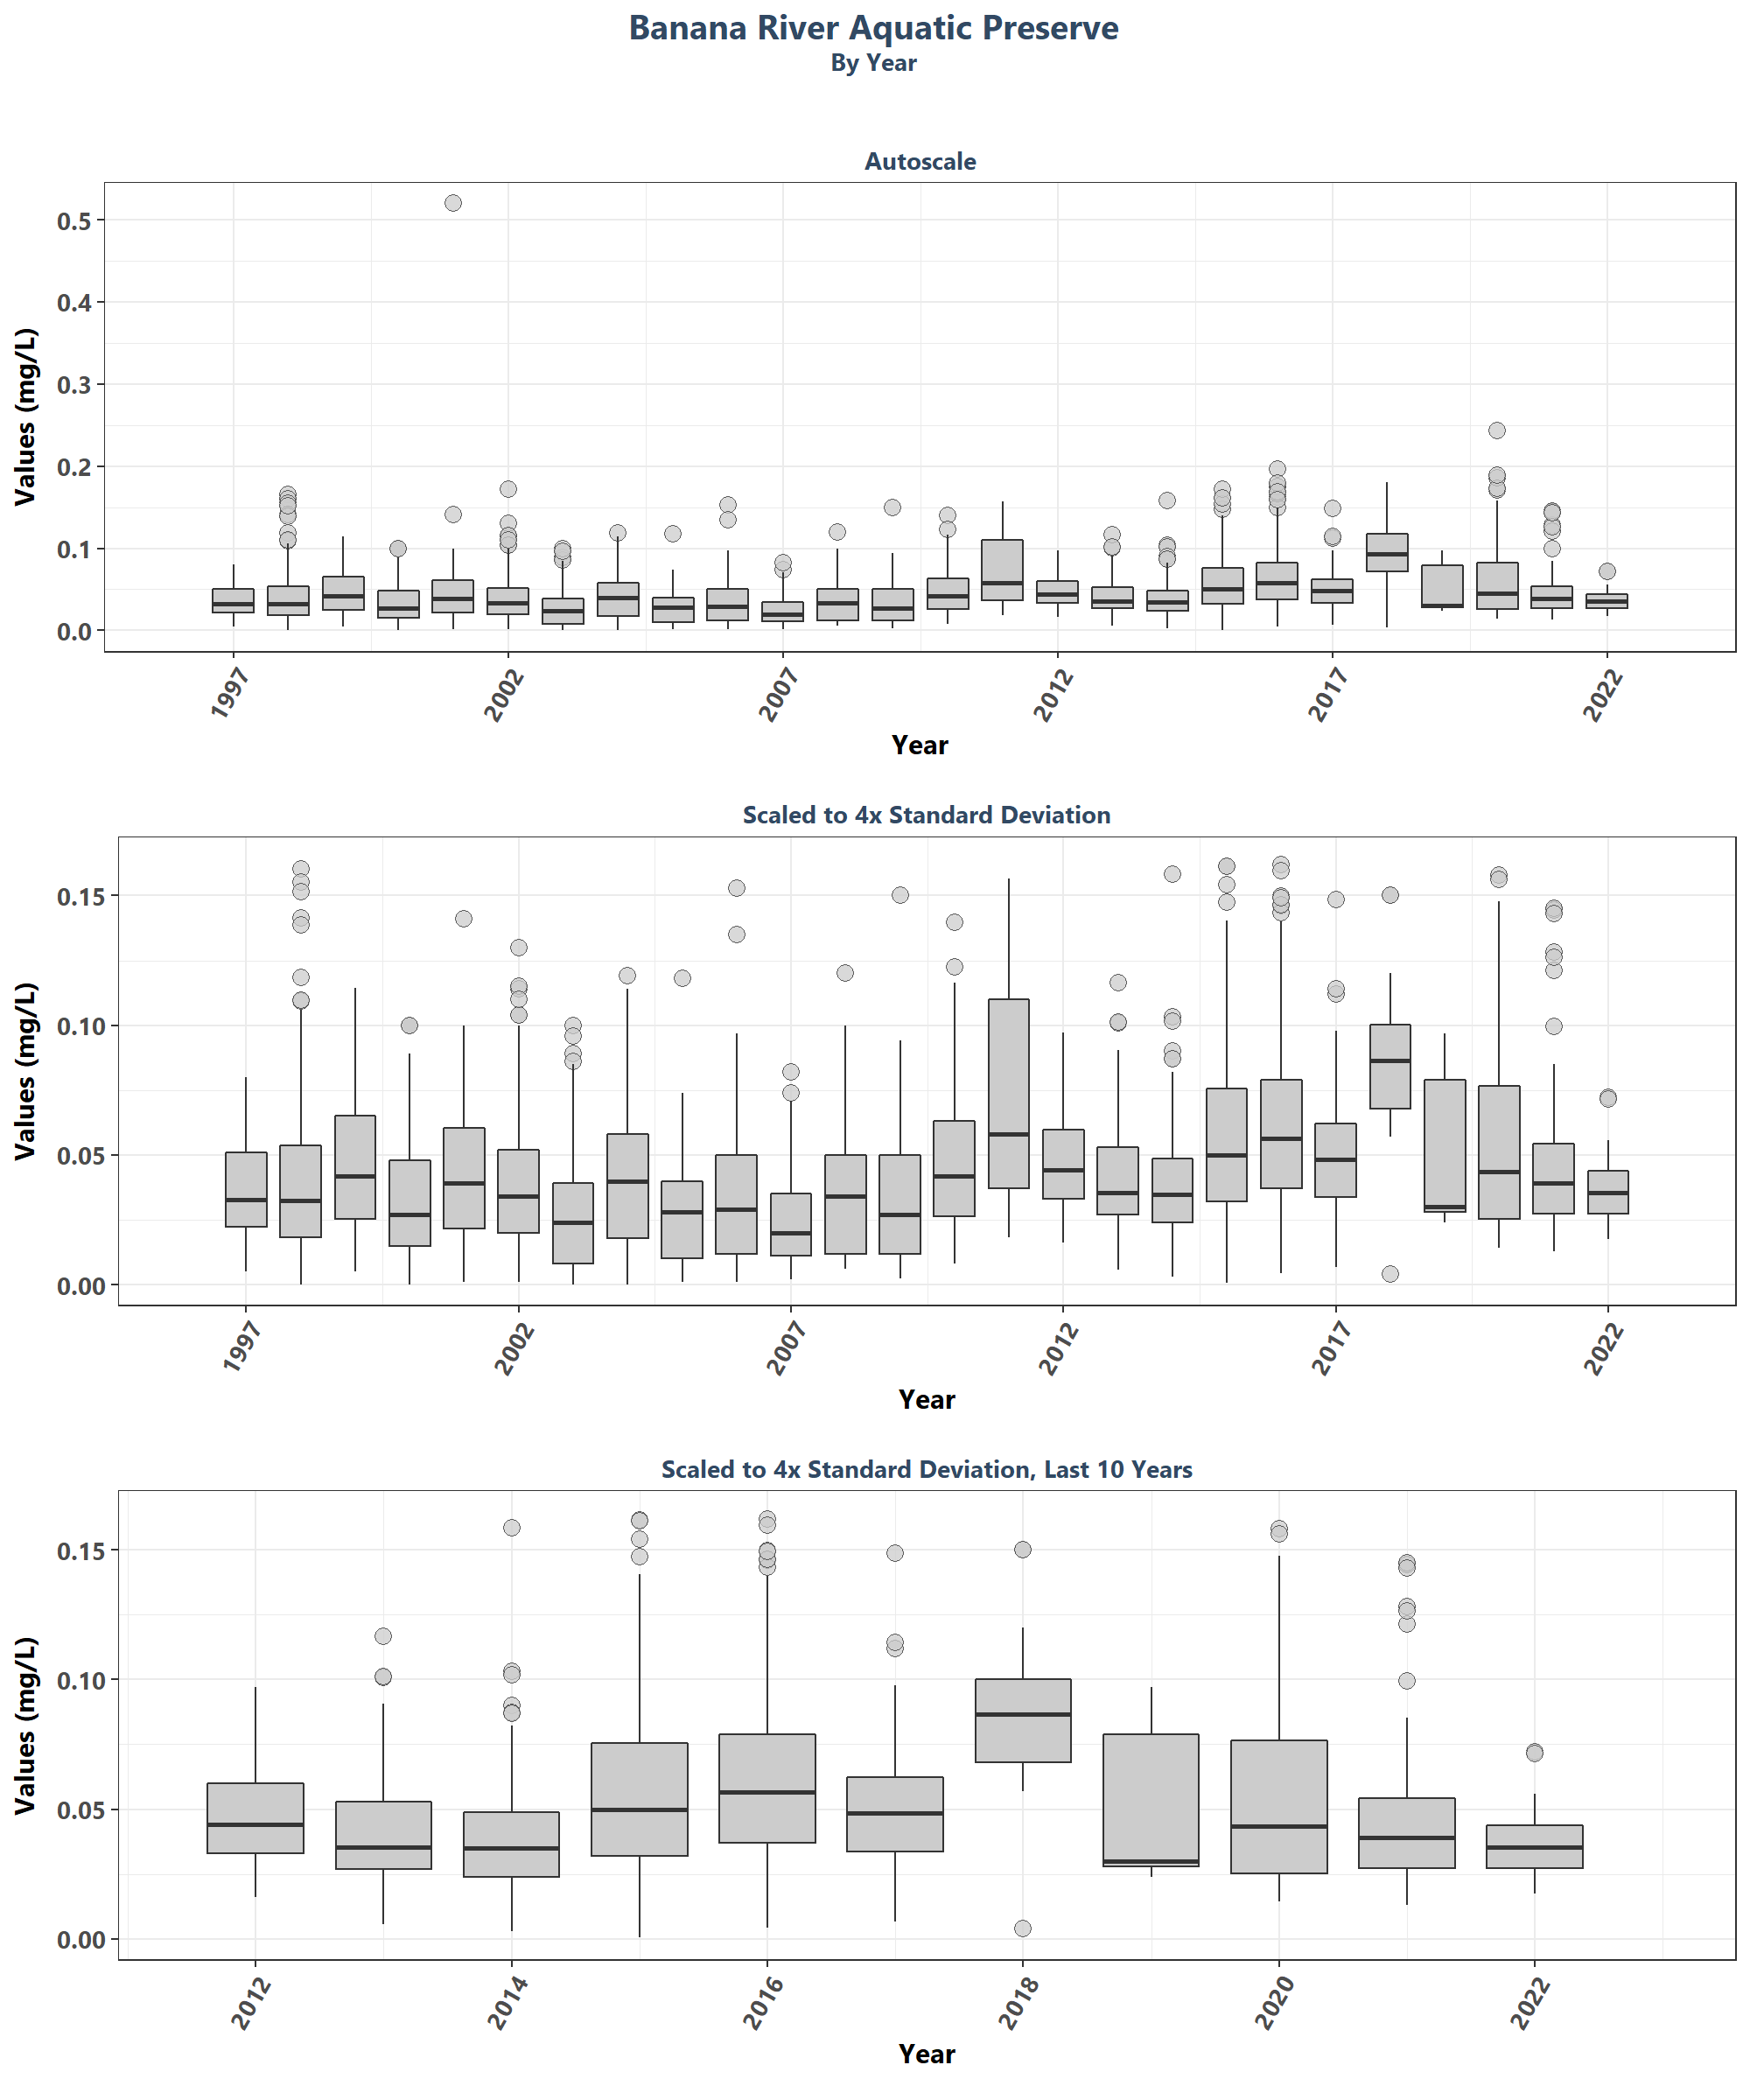 Banana River Aquatic Preserve
By Year
Autoscale
Values (mg/L)
0.5
0.4
0.3
0.2
0.1
0.0
1997 2002 2007 2012 2017 2022
Year
Scaled to 4x Standard Deviation
Values (mg/L)
0.15
0.10
0.05
0.00
1997 2002 2007 2012 2017 2022
Year
Scaled to 4x Standard Deviation, Last 10 Years
Values (mg/L)
0.15
0.10
0.05
0.00
2012 2014 2016 2018 2020 2022
Year